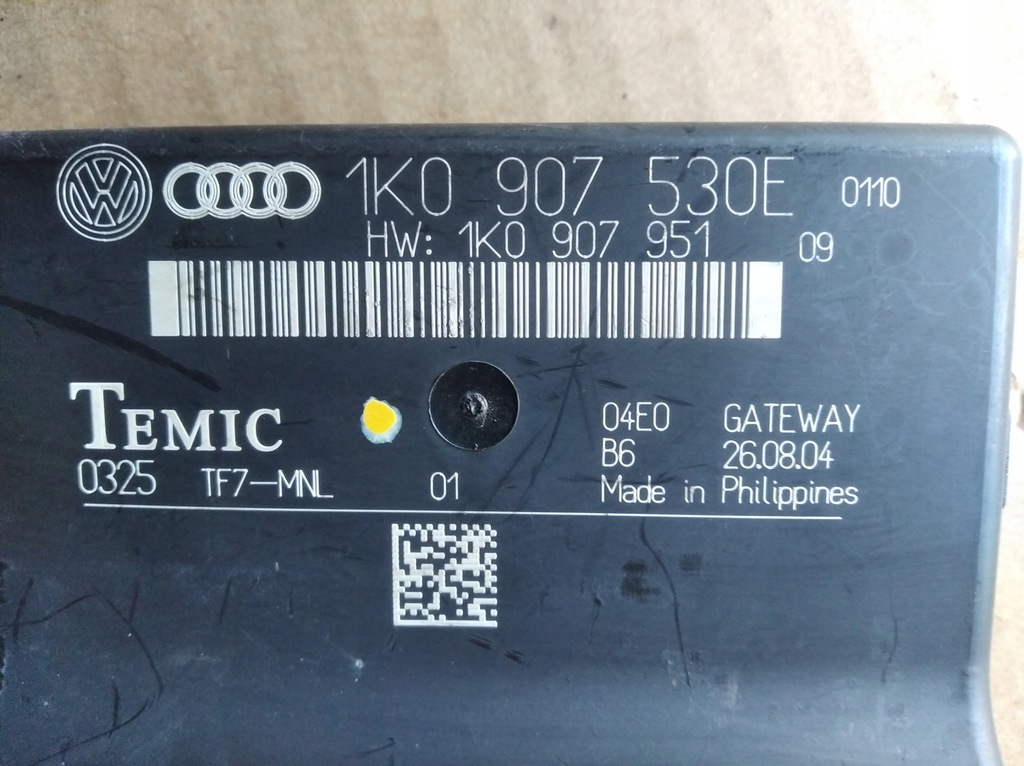 1K0 907 530E 0110
HW: 1K0 907 951 09
TEMIC
04E0 GATEWAY
B6 26.08.04
0325 TF7-MNL 01 Made in Philippines